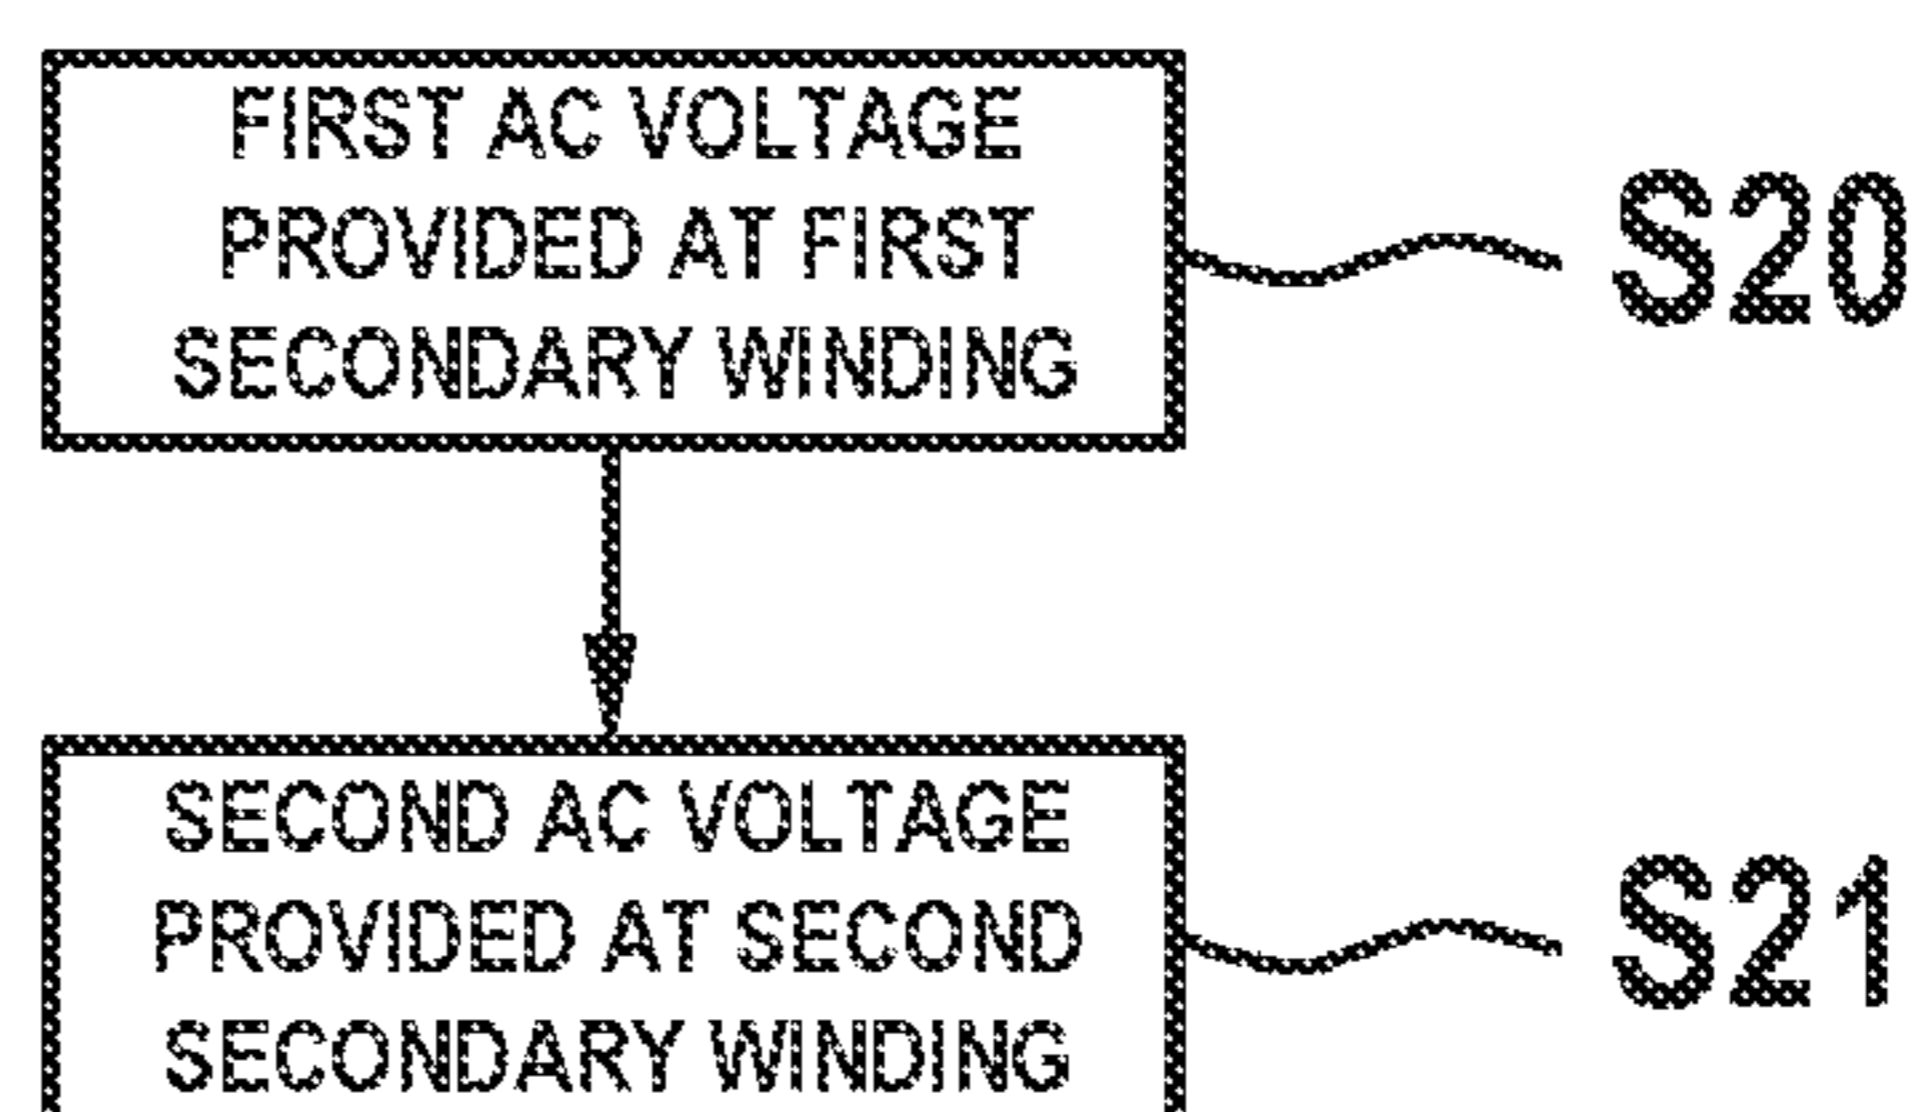 FIRST AC VOLTAGE
PROVIDED AT FIRST
SECONDARY WINDING
S20
SECOND AC VOLTAGE
PROVIDED AT SECOND
SECONDARY WINDING
S21